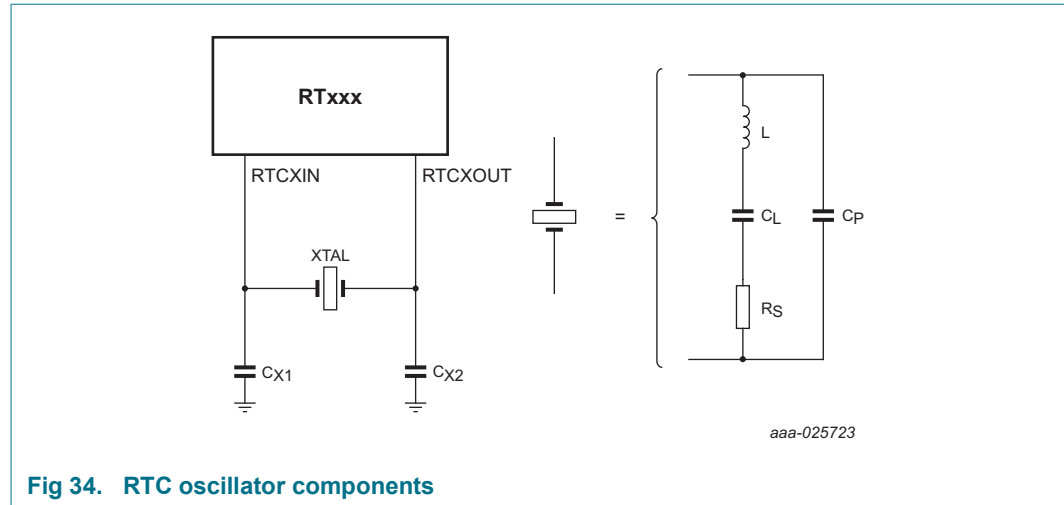 RTxxx
RTCXIN
RTCXOUT
XTAL
CX1
CX2
=
L
CL
CP
RS
aaa-025723
Fig 34. RTC oscillator components